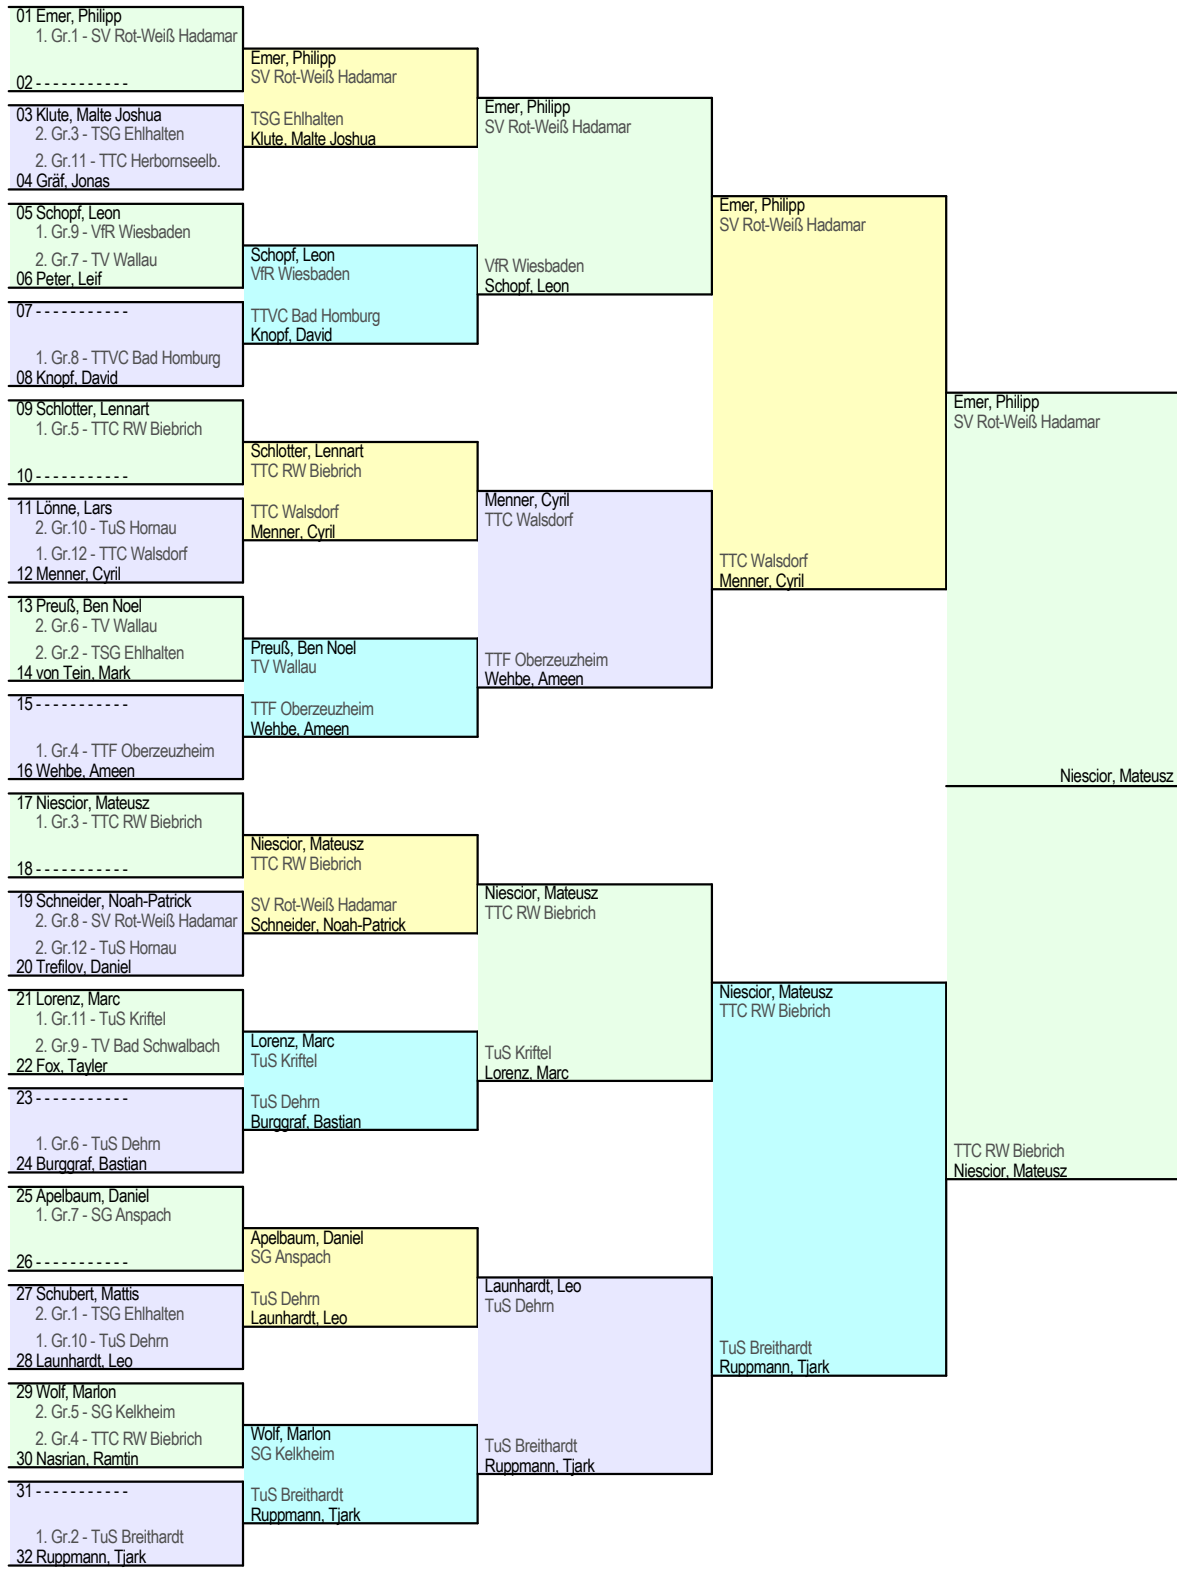 01 Emer, Philipp
1. Gr.1 - SV Rot-Weiß Hadamar
02 - - - - - - - - - - -
03 Klute, Malte Joshua
2. Gr.3 - TSG Ehlhalten
2. Gr.11 - TTC Herbornseelb.
04 Gräf, Jonas
05 Schopf, Leon
1. Gr.9 - VfR Wiesbaden
2. Gr.7 - TV Wallau
06 Peter, Leif
07 - - - - - - - - - - -
1. Gr.8 - TTVC Bad Homburg
08 Knopf, David
09 Schlotter, Lennart
1. Gr.5 - TTC RW Biebrich
10 - - - - - - - - - - -
11 Lönne, Lars
2. Gr.10 - TuS Hornau
1. Gr.12 - TTC Walsdorf
12 Menner, Cyril
13 Preuß, Ben Noel
2. Gr.6 - TV Wallau
2. Gr.2 - TSG Ehlhalten
14 von Tein, Mark
15 - - - - - - - - - - -
1. Gr.4 - TTF Oberzeuzheim
16 Wehbe, Ameen
17 Niescior, Mateusz
1. Gr.3 - TTC RW Biebrich
18 - - - - - - - - - - -
19 Schneider, Noah-Patrick
2. Gr.8 - SV Rot-Weiß Hadamar
2. Gr.12 - TuS Hornau
20 Trefilov, Daniel
21 Lorenz, Marc
1. Gr.11 - TuS Kriftel
2. Gr.9 - TV Bad Schwalbach
22 Fox, Tayler
23 - - - - - - - - - - -
1. Gr.6 - TuS Dehrn
24 Burggraf, Bastian
25 Apelbaum, Daniel
1. Gr.7 - SG Anspach
26 - - - - - - - - - - -
27 Schubert, Mattis
2. Gr.1 - TSG Ehlhalten
1. Gr.10 - TuS Dehrn
28 Launhardt, Leo
29 Wolf, Marlon
2. Gr.5 - SG Kelkheim
2. Gr.4 - TTC RW Biebrich
30 Nasrian, Ramtin
31 - - - - - - - - - - -
1. Gr.2 - TuS Breithardt
32 Ruppmann, Tjark
Emer, Philipp
SV Rot-Weiß Hadamar
TSG Ehlhalten
Klute, Malte Joshua
Schopf, Leon
VfR Wiesbaden
TTVC Bad Homburg
Knopf, David
Schlotter, Lennart
TTC RW Biebrich
TTC Walsdorf
Menner, Cyril
Preuß, Ben Noel
TV Wallau
TTF Oberzeuzheim
Wehbe, Ameen
Niescior, Mateusz
TTC RW Biebrich
SV Rot-Weiß Hadamar
Schneider, Noah-Patrick
Lorenz, Marc
TuS Kriftel
TuS Dehrn
Burggraf, Bastian
Apelbaum, Daniel
SG Anspach
TuS Dehrn
Launhardt, Leo
Wolf, Marlon
SG Kelkheim
TuS Breithardt
Ruppmann, Tjark
Emer, Philipp
SV Rot-Weiß Hadamar
VfR Wiesbaden
Schopf, Leon
Menner, Cyril
TTC Walsdorf
TTF Oberzeuzheim
Wehbe, Ameen
Niescior, Mateusz
TTC RW Biebrich
TuS Kriftel
Lorenz, Marc
Launhardt, Leo
TuS Dehrn
TuS Breithardt
Ruppmann, Tjark
Emer, Philipp
SV Rot-Weiß Hadamar
TTC Walsdorf
Menner, Cyril
Niescior, Mateusz
TTC RW Biebrich
TuS Breithardt
Ruppmann, Tjark
Emer, Philipp
SV Rot-Weiß Hadamar
TTC RW Biebrich
Niescior, Mateusz
Niescior, Mateusz